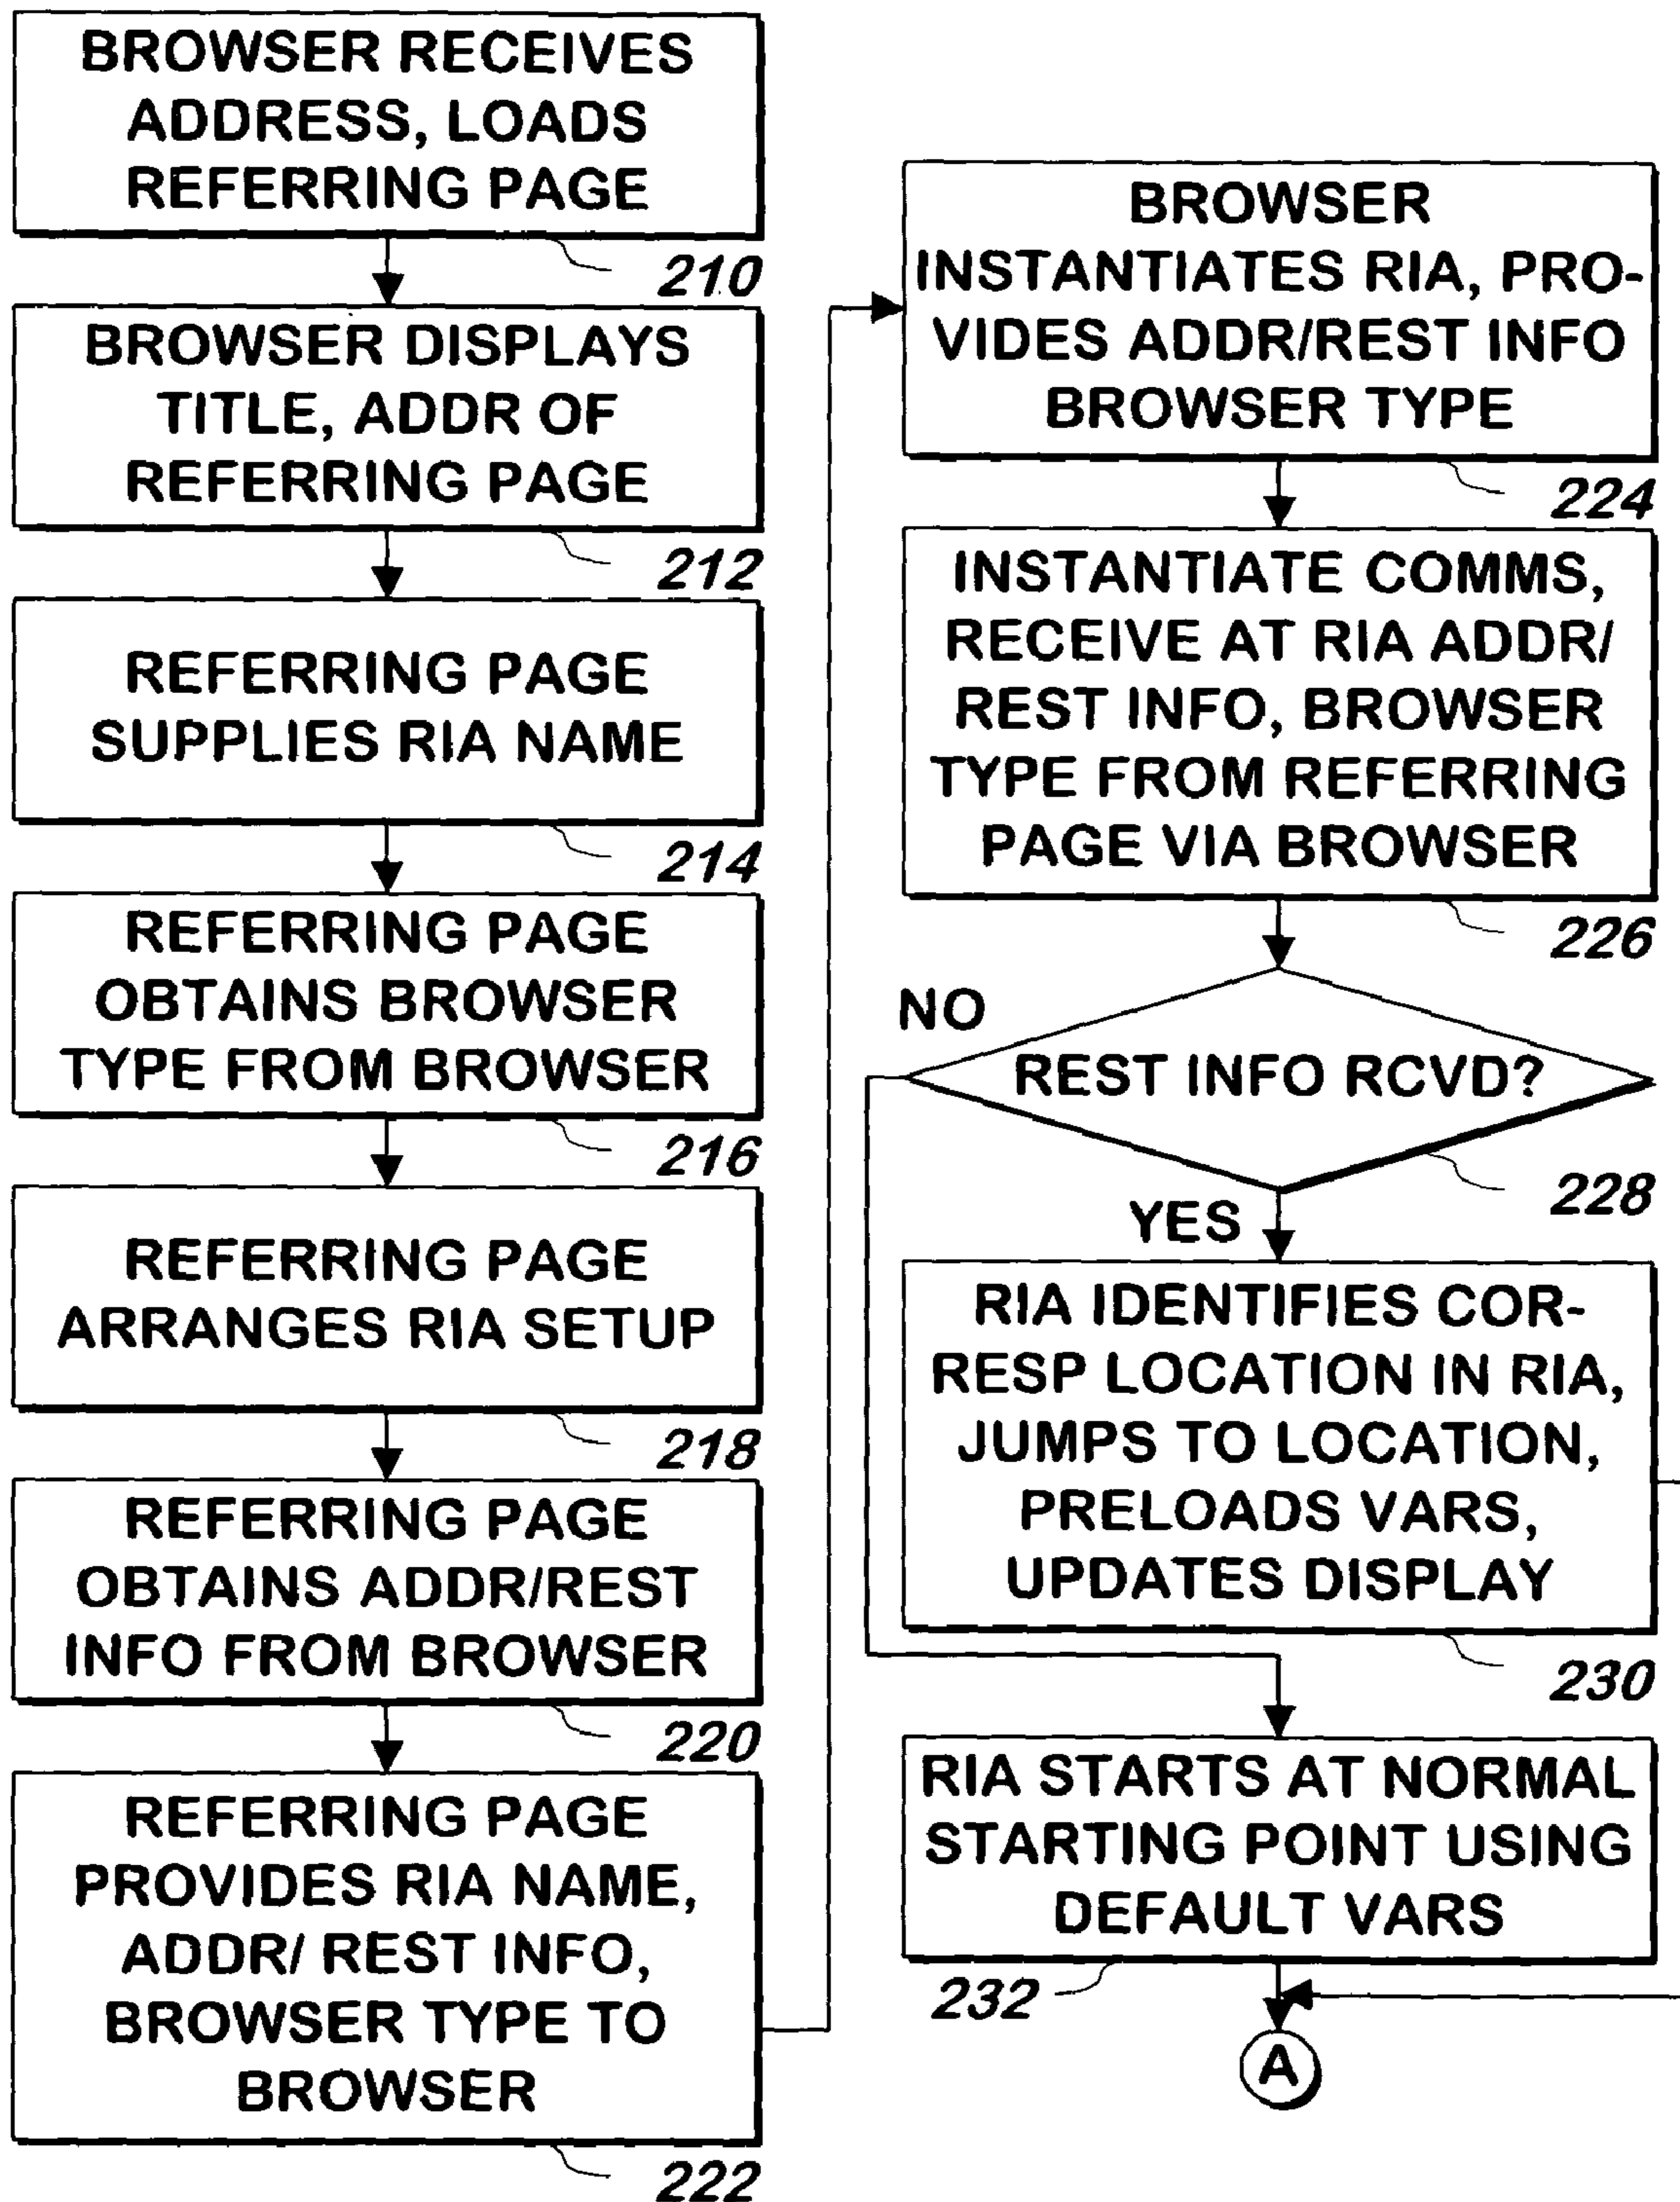 BROWSER RECEIVES
ADDRESS, LOADS
REFERRING PAGE
210
BROWSER DISPLAYS
TITLE, ADDR OF
REFERRING PAGE
212
REFERRING PAGE
SUPPLIES RIA NAME
214
REFERRING PAGE
OBTAINS BROWSER
TYPE FROM BROWSER
216
REFERRING PAGE
ARRANGES RIA SETUP
218
REFERRING PAGE
OBTAINS ADDR/REST
INFO FROM BROWSER
220
REFERRING PAGE
PROVIDES RIA NAME,
ADDR/ REST INFO,
BROWSER TYPE TO
BROWSER
222
BROWSER
INSTANTIATES RIA, PRO-
VIDES ADDR/REST INFO
BROWSER TYPE
224
INSTANTIATE COMMS,
RECEIVE AT RIA ADDR/
REST INFO, BROWSER
TYPE FROM REFERRING
PAGE VIA BROWSER
226
NO
REST INFO RCVD?
228
YES
RIA IDENTIFIES COR-
RESP LOCATION IN RIA,
JUMPS TO LOCATION,
PRELOADS VARS,
UPDATES DISPLAY
230
RIA STARTS AT NORMAL
STARTING POINT USING
DEFAULT VARS
232
A